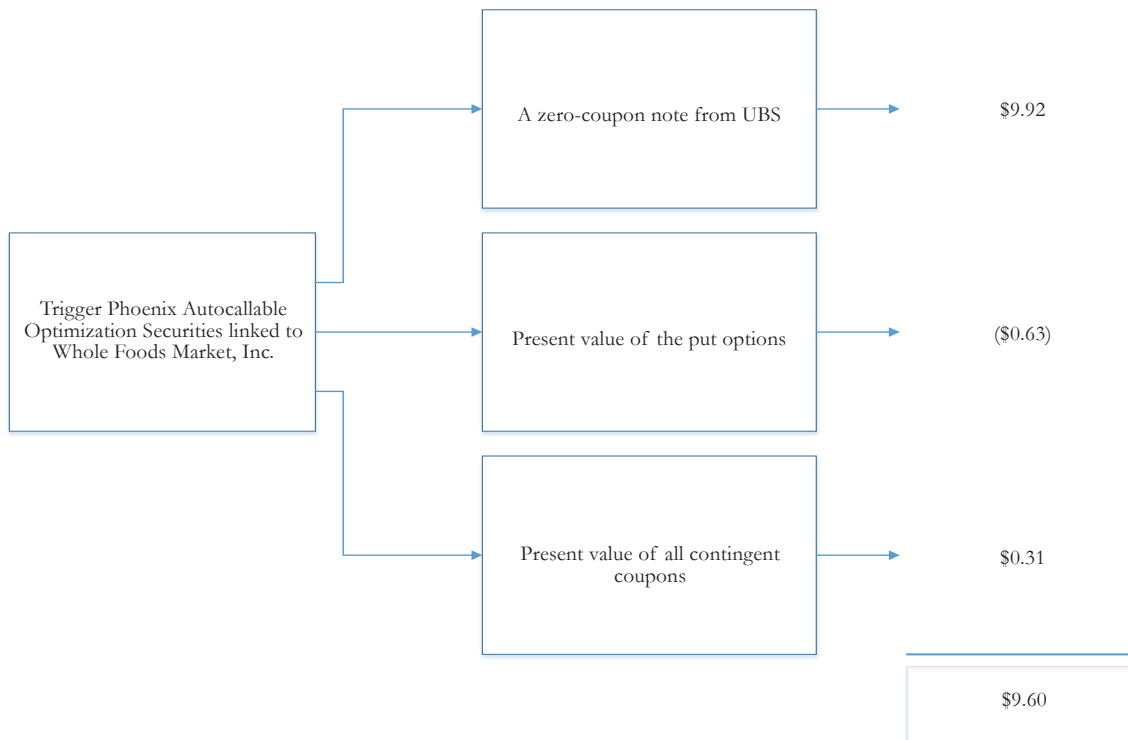 A zero-coupon note from UBS
$9.92
Trigger Phoenix Autocallable
Optimization Securities linked to
Whole Foods Market, Inc.
Present value of the put options
($0.63)
Present value of all contingent
coupons
$0.31
$9.60